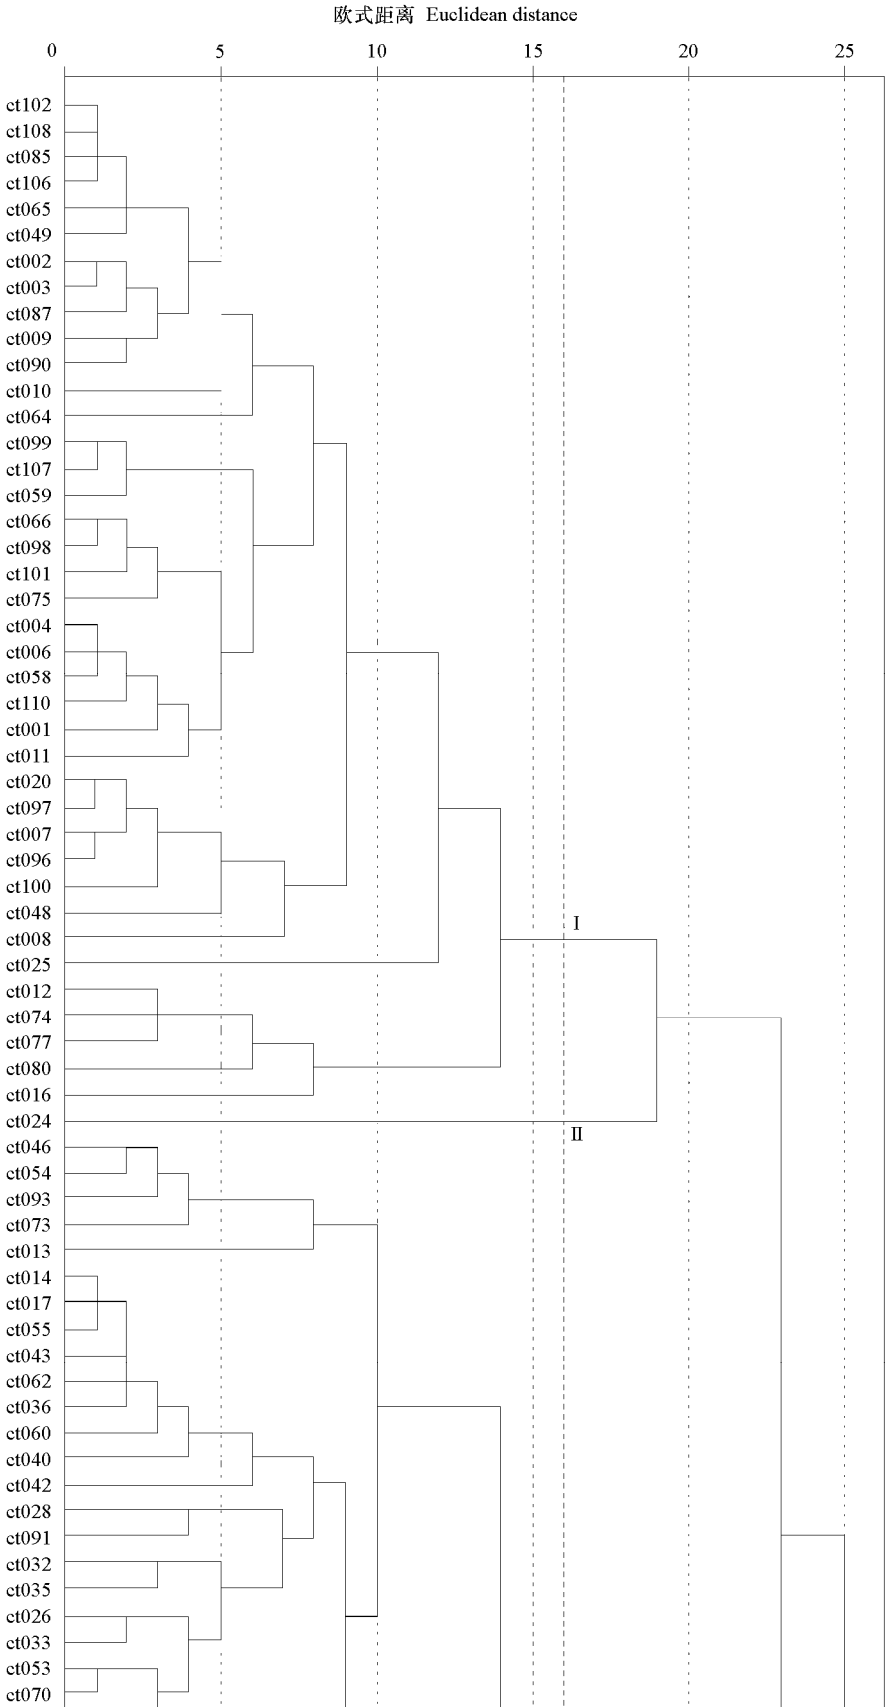 欧式距离 Euclidean distance
0 5 10 15 20 25
ct102
ct108
ct085
ct106
ct065
ct049
ct002
ct003
ct087
ct009
ct090
ct010
ct064
ct099
ct107
ct059
ct066
ct098
ct101
ct075
ct004
ct006
ct058
ct110
ct001
ct011
ct020
ct097
ct007
ct096
ct100
ct048
ct008
I
ct025
ct012
ct074
ct077
ct080
ct016
ct024
II
ct046
ct054
ct093
ct073
ct013
ct014
ct017
ct055
ct043
ct062
ct036
ct060
ct040
ct042
ct028
ct091
ct032
ct035
ct026
ct033
ct053
ct070